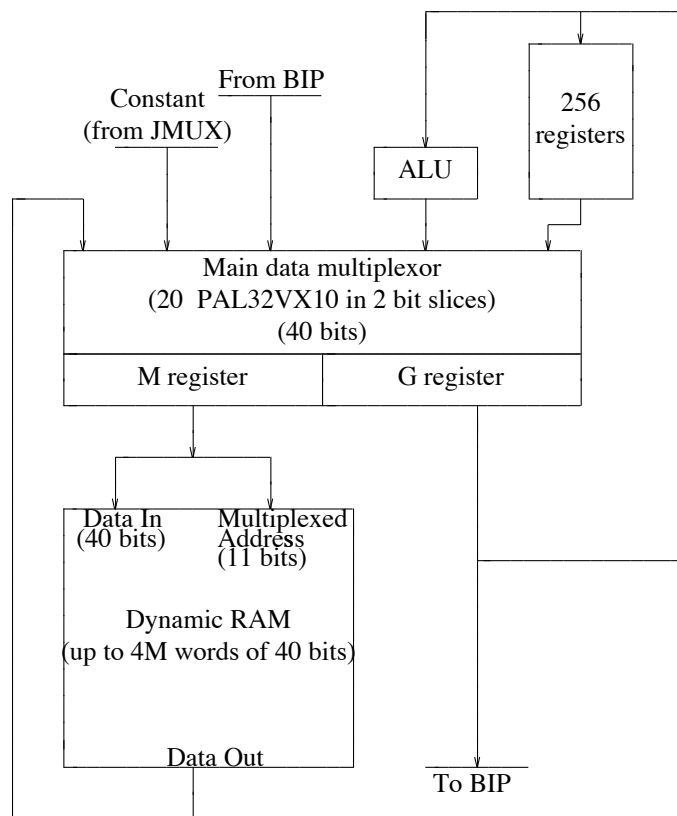 From BIP
Constant
(from JMUX)
256
registers
ALU
Main data multiplexor
(20 PAL32VX10 in 2 bit slices)
(40 bits)
M register
G register
Data In
(40 bits)
Multiplexed
Address
(11 bits)
Dynamic RAM
(up to 4M words of 40 bits)
Data Out
To BIP